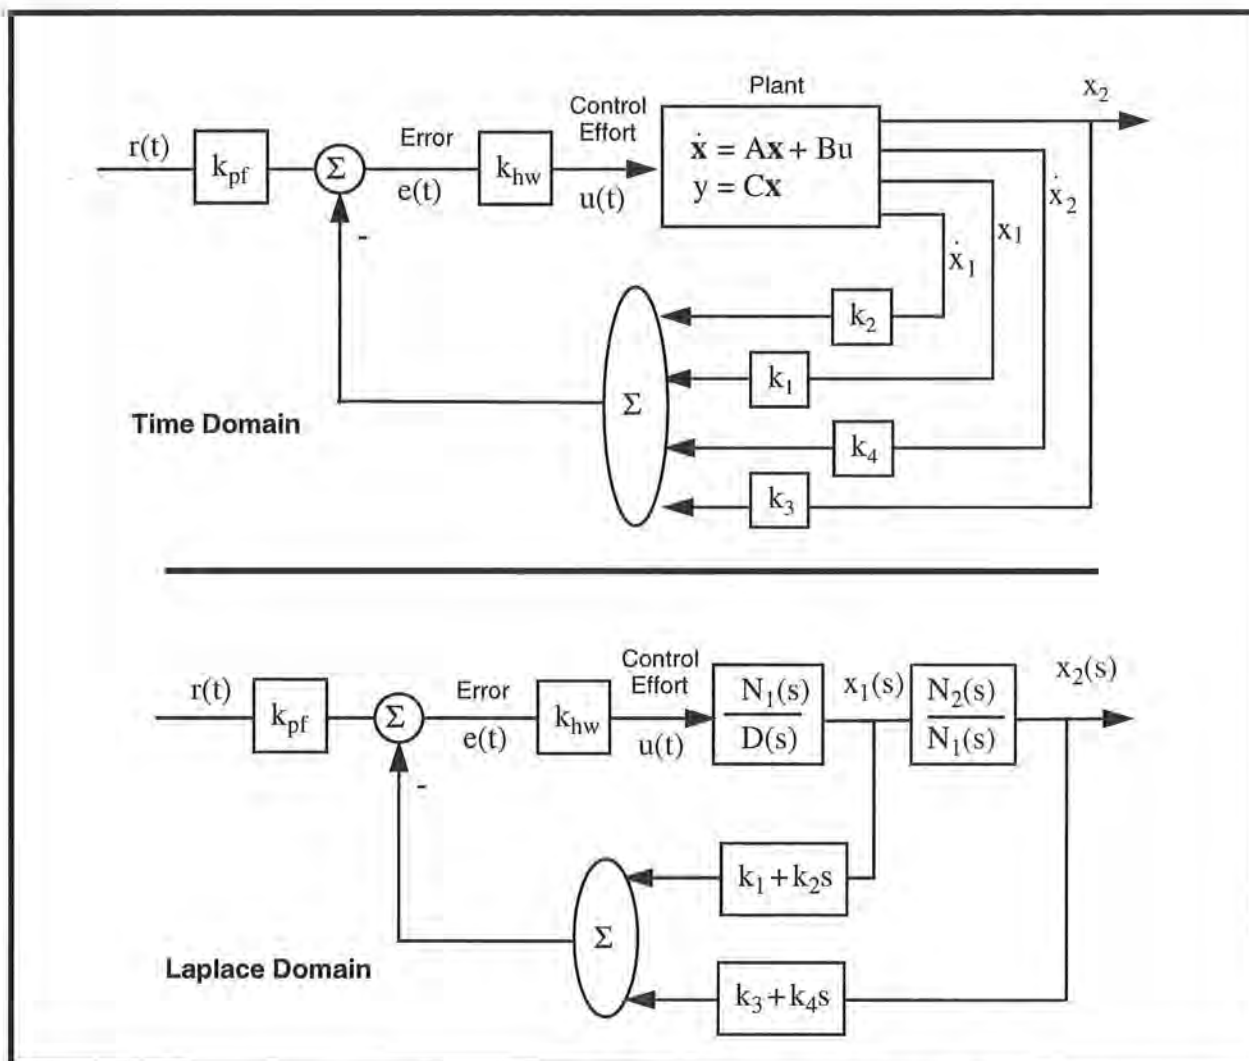 Plant
x₂
Control
Effort
Error
r(t)
k_pf
Σ
e(t)
k_hw
u(t)
ẋ = Ax + Bu
y = Cx
ẋ₂
x₁
ẋ₁
-
k₂
k₁
Σ
k₄
k₃
Time Domain
Control
Effort
Error
r(t)
k_pf
Σ
e(t)
k_hw
u(t)
N₁(s)
D(s)
x₁(s)
N₂(s)
N₁(s)
x₂(s)
-
k₁+k₂s
Σ
k₃+k₄s
Laplace Domain